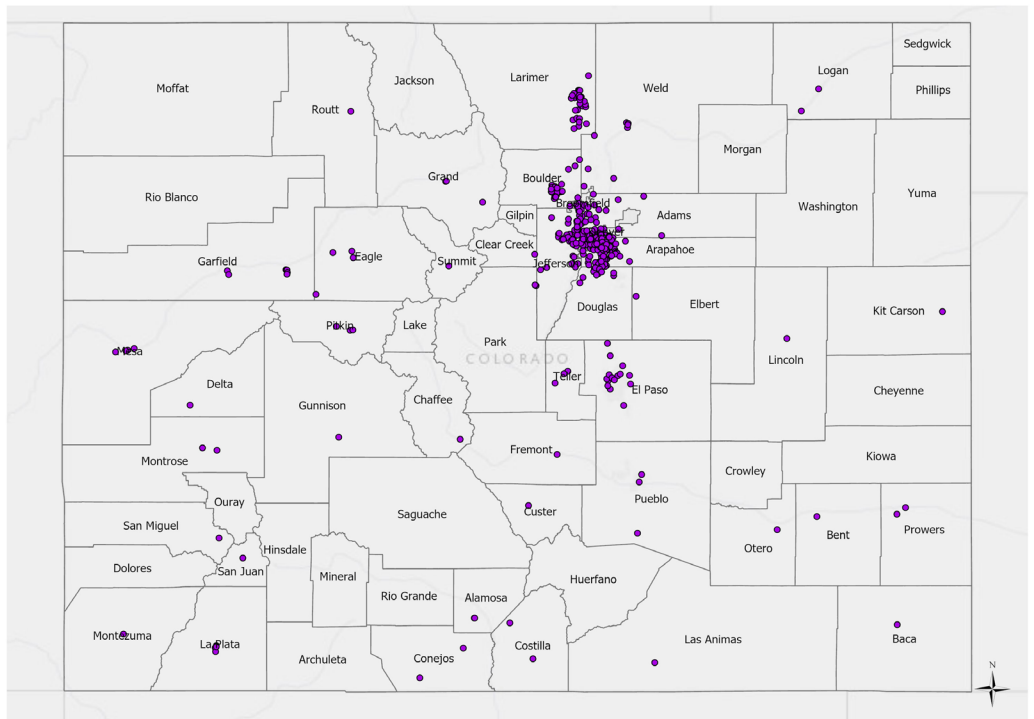 Sedgwick
Moffat
Jackson
Larimer
Weld
Logan
Phillips
Routt
Morgan
Grand
Boulder
Rio Blanco
Yuma
Washington
Broomfield
Gilpin
Adams
Denver
Clear Creek
Arapahoe
Garfield
Eagle
Summit
Jefferson
Elbert
Douglas
Kit Carson
Pitkin
Lake
Park
Mesa
COLORADO
Lincoln
Delta
Teller
El Paso
Cheyenne
Chaffee
Gunnison
Fremont
Kiowa
Montrose
Crowley
Pueblo
Ouray
Custer
Saguache
San Miguel
Prowers
Bent
Otero
Hinsdale
Dolores
San Juan
Mineral
Huerfano
Rio Grande
Alamosa
Montezuma
La Plata
Costilla
Las Animas
Baca
Archuleta
Conejos
N